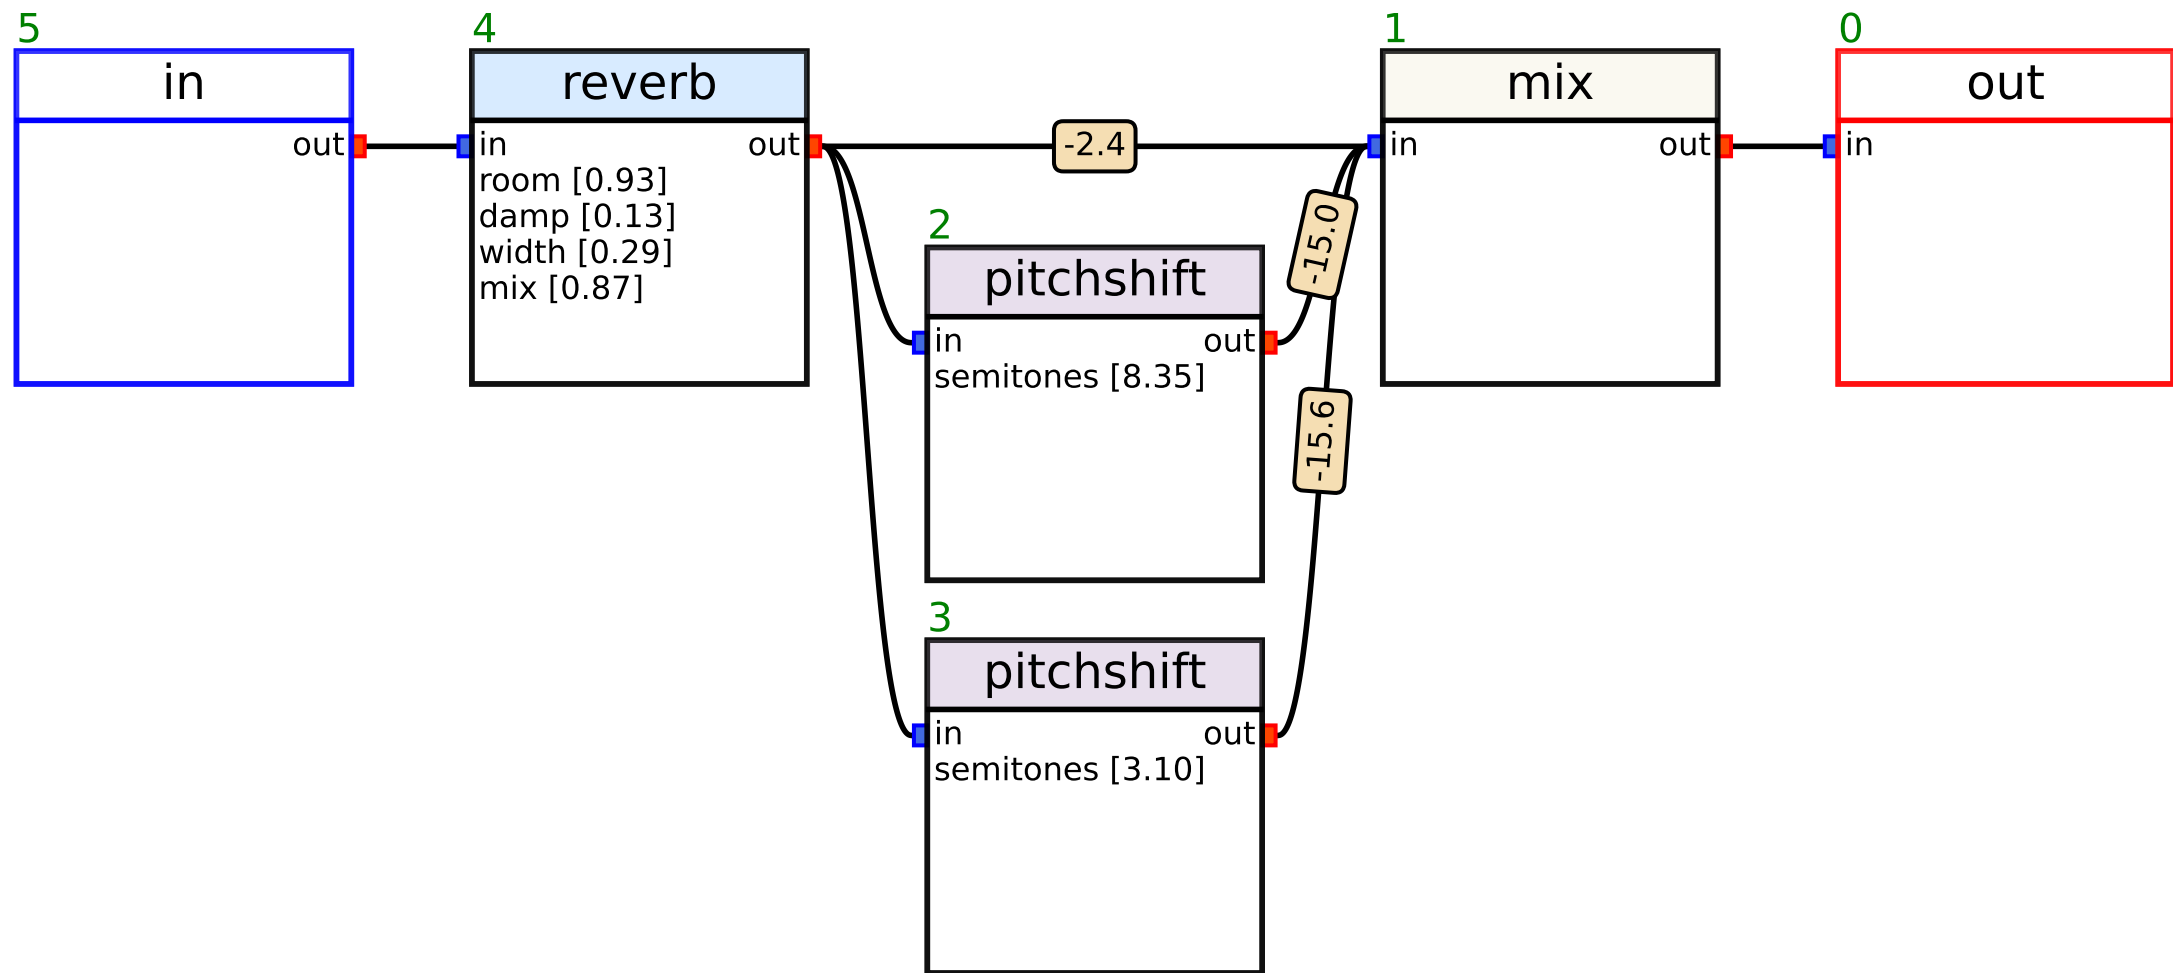 5
in
out
4
reverb
in
out
room [0.93]
damp [0.13]
width [0.29]
mix [0.87]
-2.4
2
pitchshift
in
out
semitones [8.35]
-15.0
3
pitchshift
in
out
semitones [3.10]
-15.6
1
mix
in
out
0
out
in